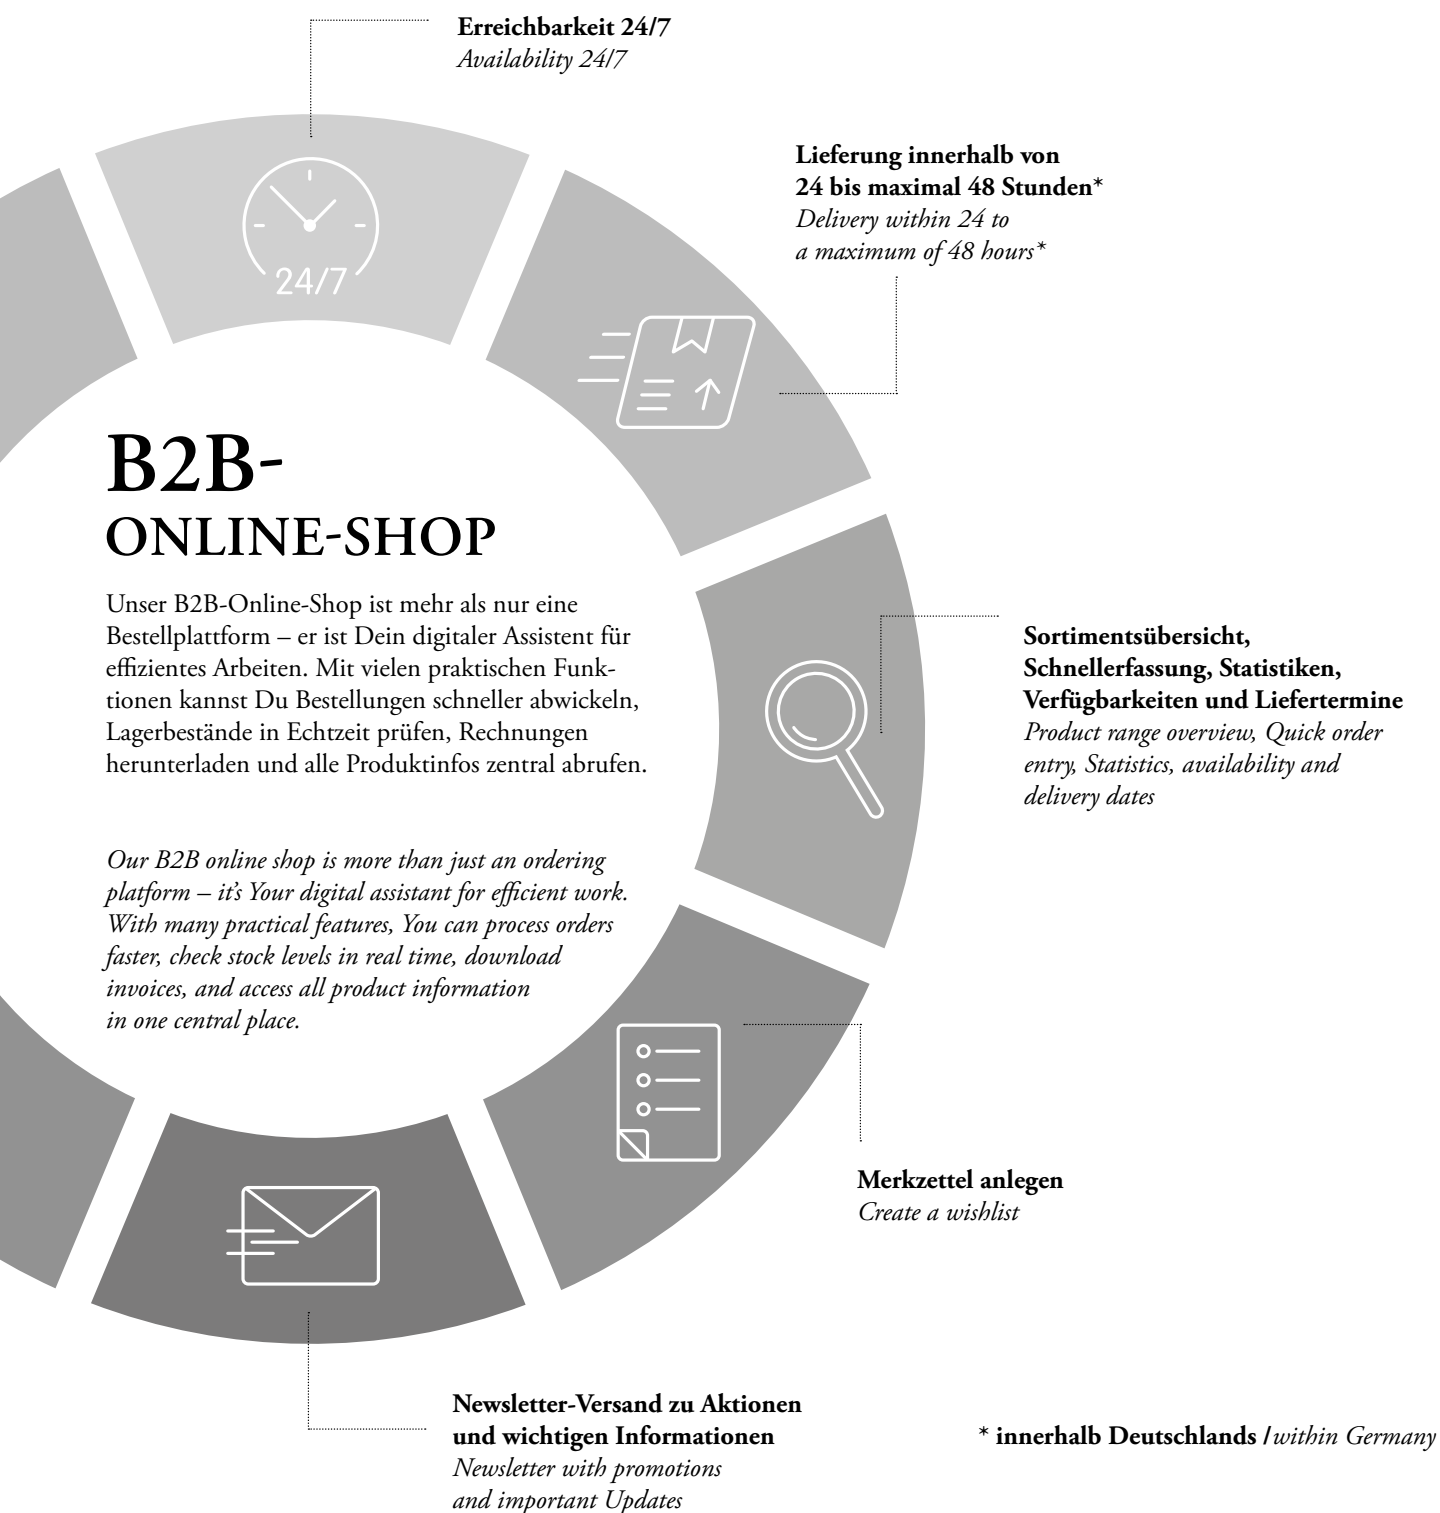 Erreichbarkeit 24/7
Availability 24/7
24/7
Lieferung innerhalb von
24 bis maximal 48 Stunden*
Delivery within 24 to
a maximum of 48 hours*
B2B-
ONLINE-SHOP
Unser B2B-Online-Shop ist mehr als nur eine
Bestellplattform – er ist Dein digitaler Assistent für
effizientes Arbeiten. Mit vielen praktischen Funk-
tionen kannst Du Bestellungen schneller abwickeln,
Lagerbestände in Echtzeit prüfen, Rechnungen
herunterladen und alle Produktinfos zentral abrufen.
Our B2B online shop is more than just an ordering
platform – it's Your digital assistant for efficient work.
With many practical features, You can process orders
faster, check stock levels in real time, download
invoices, and access all product information
in one central place.
Sortimentsübersicht,
Schnellerfassung, Statistiken,
Verfügbarkeiten und Liefertermine
Product range overview, Quick order
entry, Statistics, availability and
delivery dates
Merkzettel anlegen
Create a wishlist
Newsletter-Versand zu Aktionen
und wichtigen Informationen
Newsletter with promotions
and important Updates
* innerhalb Deutschlands /within Germany